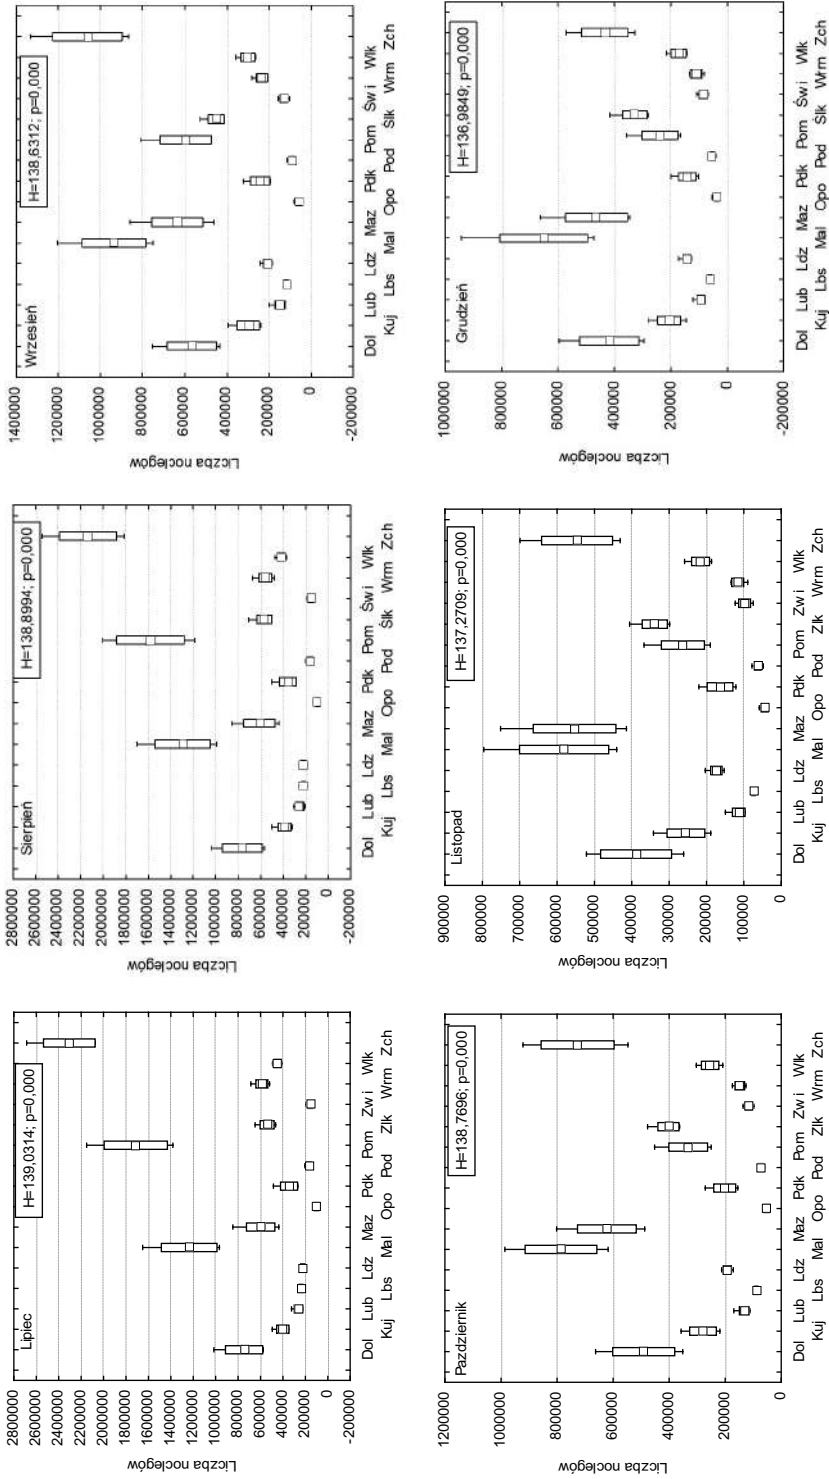 Lipiec
H=139,0314; p=0,000
Liczba noclegów
2800000
2600000
2400000
2200000
2000000
1800000
1600000
1400000
1200000
1000000
800000
600000
400000
200000
0
Dol Lub Ldz Maz Pdk Pom Zwi Wlk
Kuj Lbs Mal Opo Pod Zlk Wrm Zch
Sierpień
H=138,8994; p=0,000
Liczba noclegów
2800000
2600000
2400000
2200000
2000000
1800000
1600000
1400000
1200000
1000000
800000
600000
400000
200000
0
-200000
Dol Lub Ldz Maz Pdk Pom Świ Wlk
Kuj Lbs Mal Opo Pod Ślk Wrm Zch
Wrzesień
H=138,6312; p=0,000
Liczba noclegów
1400000
1200000
1000000
800000
600000
400000
200000
0
-200000
Dol Lub Ldz Maz Pdk Pom Świ Wlk
Kuj Lbs Mal Opo Pod Ślk Wrm Zch
Pazdziernik
H=138,7696; p=0,000
Liczba noclegów
1000000
800000
600000
400000
200000
0
Dol Lub Ldz Maz Pdk Pom Zwi Wlk
Kuj Lbs Mal Opo Pod Zlk Wrm Zch
Listopad
H=137,2709; p=0,000
Liczba noclegów
900000
800000
700000
600000
500000
400000
300000
200000
100000
0
Dol Lub Ldz Maz Pdk Pom Zwi Wlk
Kuj Lbs Mal Opo Pod Zlk Wrm Zch
Grudzień
H=136,9849; p=0,000
Liczba noclegów
1000000
800000
600000
400000
200000
0
-200000
Dol Lub Ldz Maz Pdk Pom Świ Wlk
Kuj Lbs Mal Opo Pod Ślk Wrm Zch